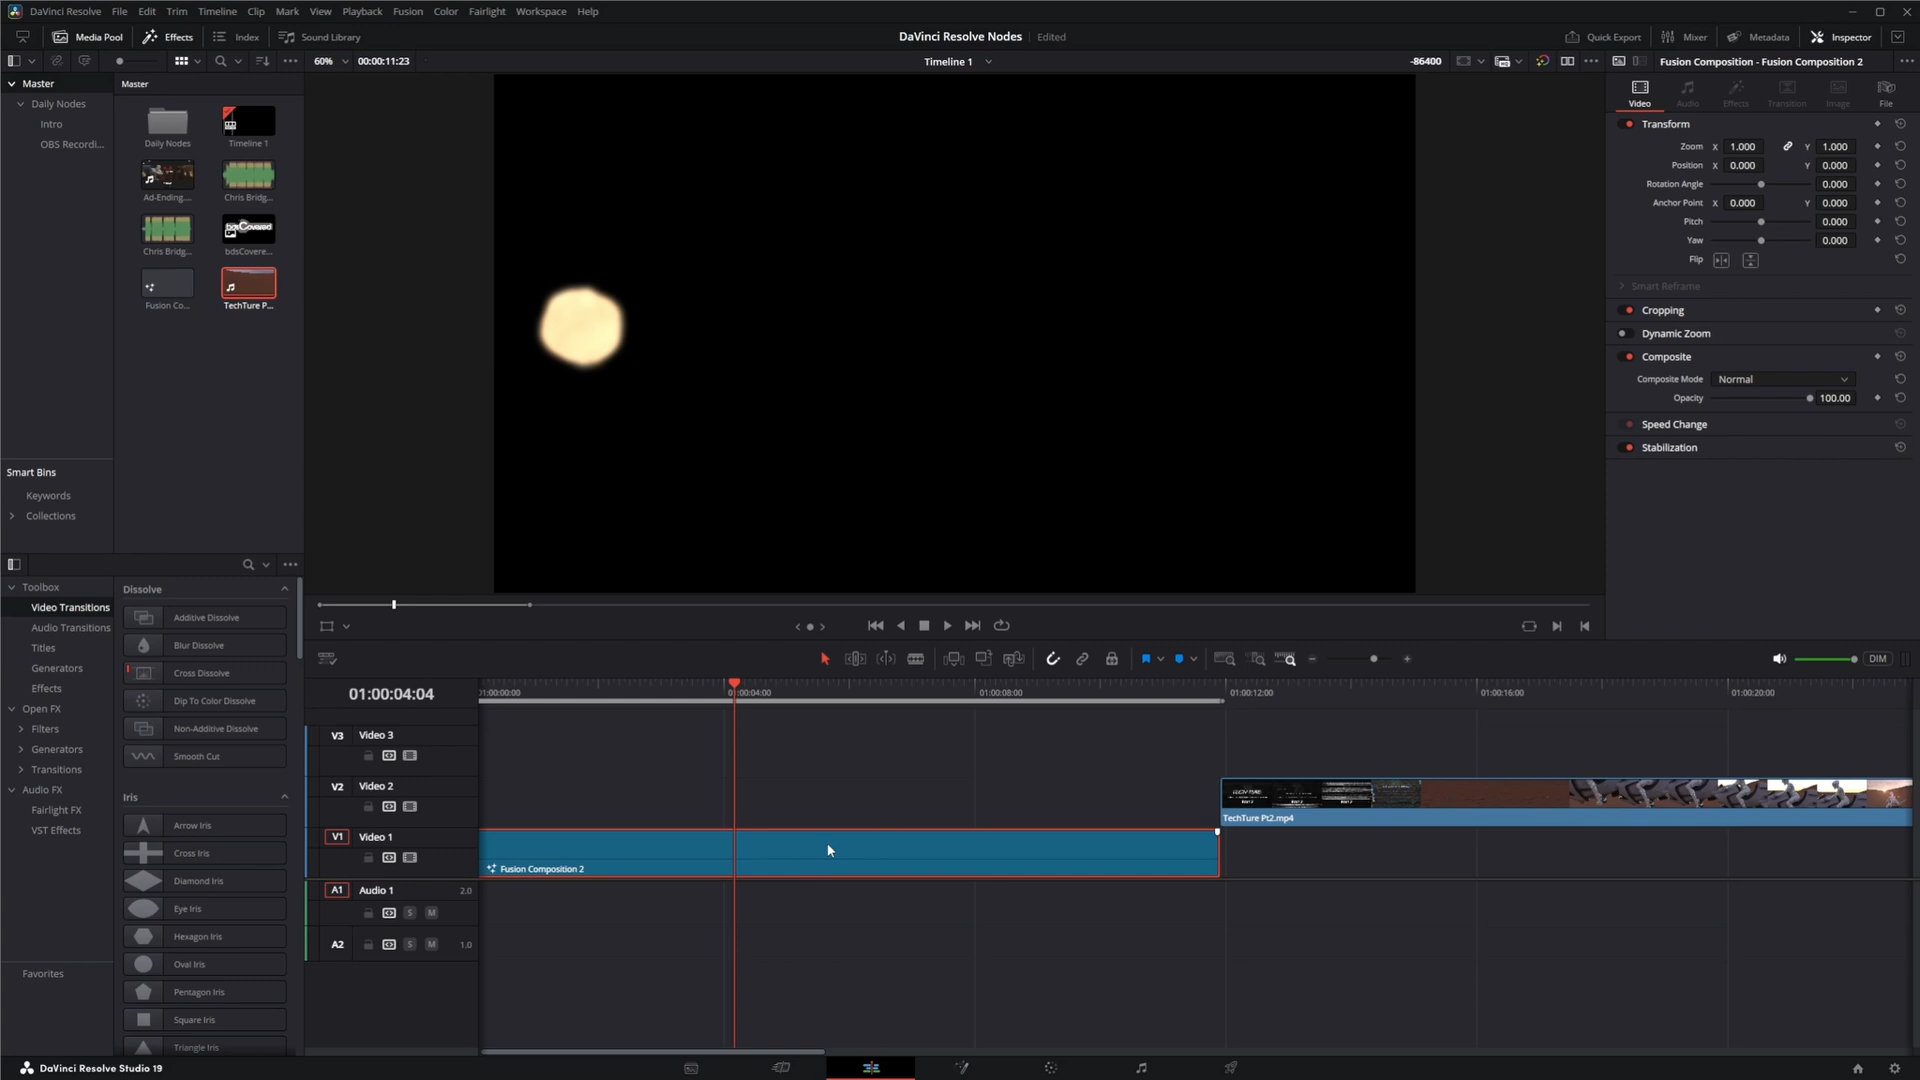 DaVinci Resolve File Edit Trim Timeline Clip Mark View Playback Fusion Color Fairlight Workspace Help
Media Pool Effects Index Sound Library DaVinci Resolve Nodes Edited Quick Export Mixer Metadata Inspector
60% 00:00:11:23 Timeline 1 -86400 Fusion Composition - Fusion Composition 2
Master
Daily Nodes
Intro
OBS Recordi...
Master
Daily Nodes Timeline 1
Ad-Ending.... Chris Bridg...
Chris Bridg... bdsCovere...
Fusion Co... TechTure P...
Smart Bins
Keywords
Collections
Video Audio Effects Transition Image File
Transform
Zoom X 1.000 Y 1.000
Position X 0.000 Y 0.000
Rotation Angle 0.000
Anchor Point X 0.000 Y 0.000
Pitch 0.000
Yaw 0.000
Flip
Smart Reframe
Cropping
Dynamic Zoom
Composite
Composite Mode Normal
Opacity 100.00
Speed Change
Stabilization
Toolbox
Video Transitions
Audio Transitions
Titles
Generators
Effects
Open FX
Filters
Generators
Transitions
Audio FX
Fairlight FX
VST Effects
Favorites
Dissolve
Additive Dissolve
Blur Dissolve
Cross Dissolve
Dip To Color Dissolve
Non-Additive Dissolve
Smooth Cut
Iris
Arrow Iris
Cross Iris
Diamond Iris
Eye Iris
Hexagon Iris
Oval Iris
Pentagon Iris
Square Iris
Triangle Iris
DIM
01:00:04:04 01:00:00:00 01:00:04:00 01:00:08:00 01:00:12:00 01:00:16:00 01:00:20:00
V3 Video 3
V2 Video 2
TechTure Pt2.mp4
V1 Video 1
Fusion Composition 2
A1 Audio 1 2.0
S M
A2 S M 1.0
DaVinci Resolve Studio 19